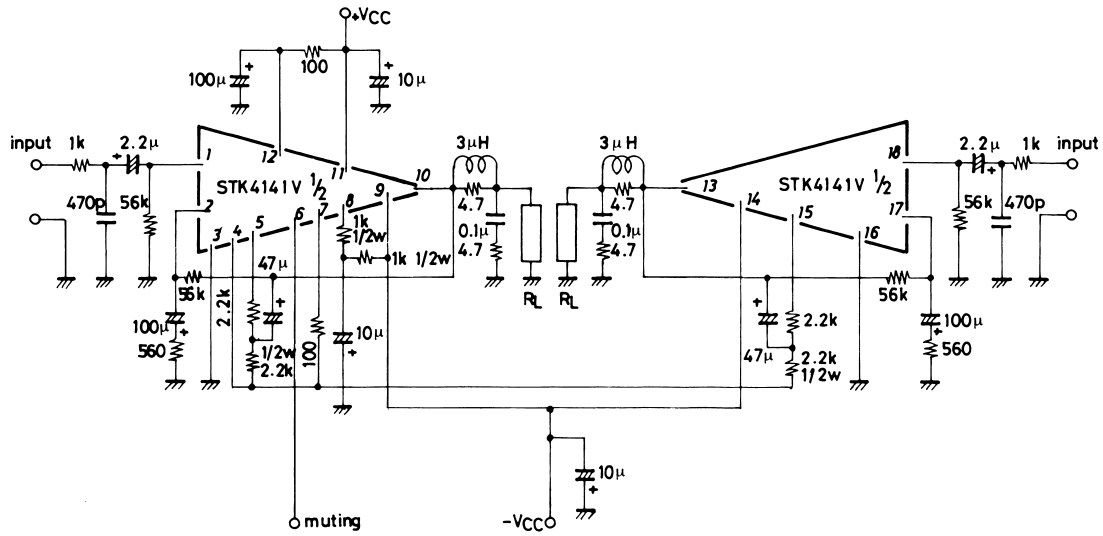 +VCC
100μ
+
100
+
10μ
input
1k
2.2μ
+
470p
56k
1
2
12
11
10
STK4141V 1/2
9
8
7
6
5
4
3
3μH
4.7
0.1μ
4.7
RL
3μH
4.7
0.1μ
4.7
RL
13
STK4141V 1/2
14
15
16
17
18
2.2μ
+
1k
input
56k
470p
1k
1/2w
1k 1/2w
56k
100μ
+
560
2.2k
47μ
+
1/2w
2.2k
100
10μ
+
+
47μ
2.2k
2.2k
1/2w
56k
100μ
+
560
10μ
+
muting
-VCC